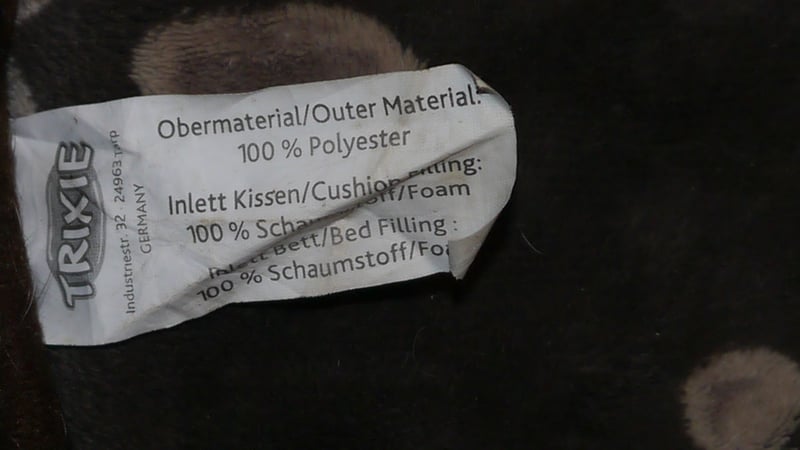 TRIXIE
Industriestr. 32 · 24963 Tarp
GERMANY
Obermaterial/Outer Material:
100 % Polyester
Inlett Kissen/Cushion Filling:
100 % Schaumstoff/Foam
Inlett Bett/Bed Filling :
100 % Schaumstoff/Foa